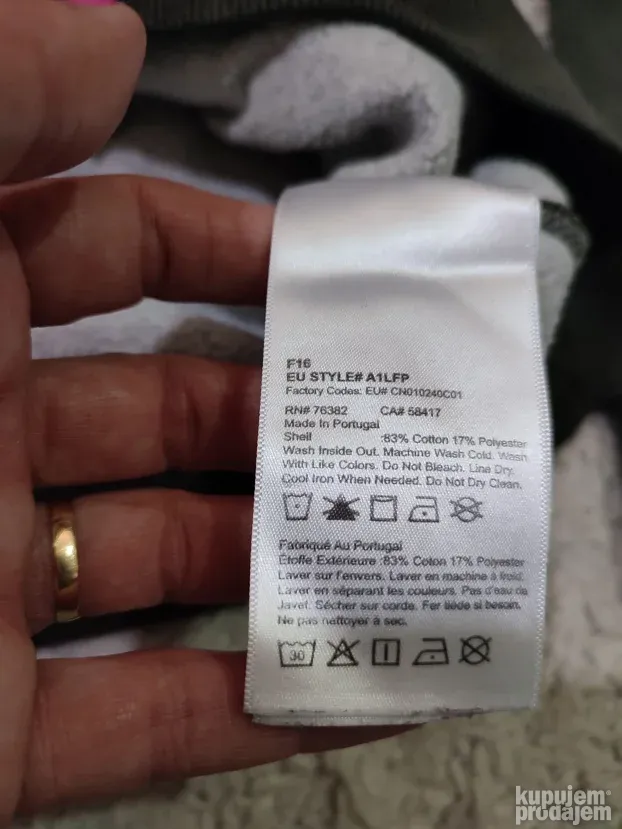 F16
EU STYLE# A1LFP
Factory Codes: EU# CN010240C01
RN# 76382 CA# 58417
Made In Portugal
Shell :83% Cotton 17% Polyester
Wash Inside Out. Machine Wash Cold. Wash
With Like Colors. Do Not Bleach. Line Dry.
Cool Iron When Needed. Do Not Dry Clean.
Fabriqué Au Portugal
Étoffe Extérieure :83% Coton 17% Polyester
Laver sur l'envers. Laver en machine à froid.
Laver en séparant les couleurs. Pas d'eau de
Javel. Sécher sur corde. Fer tiède si besoin.
Ne pas nettoyer à sec.
30
kupujem
prodajem